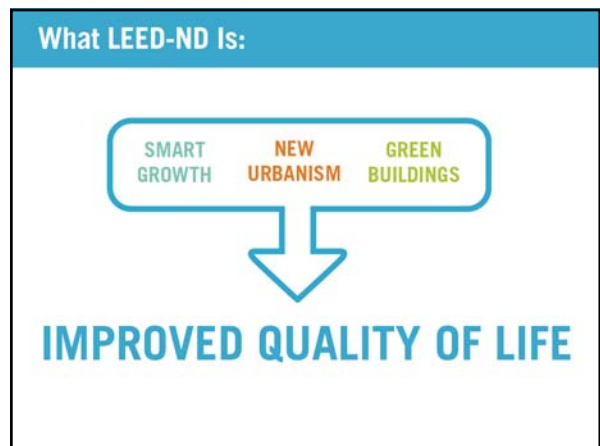 What LEED-ND Is:
SMART GROWTH
NEW URBANISM
GREEN BUILDINGS
IMPROVED QUALITY OF LIFE